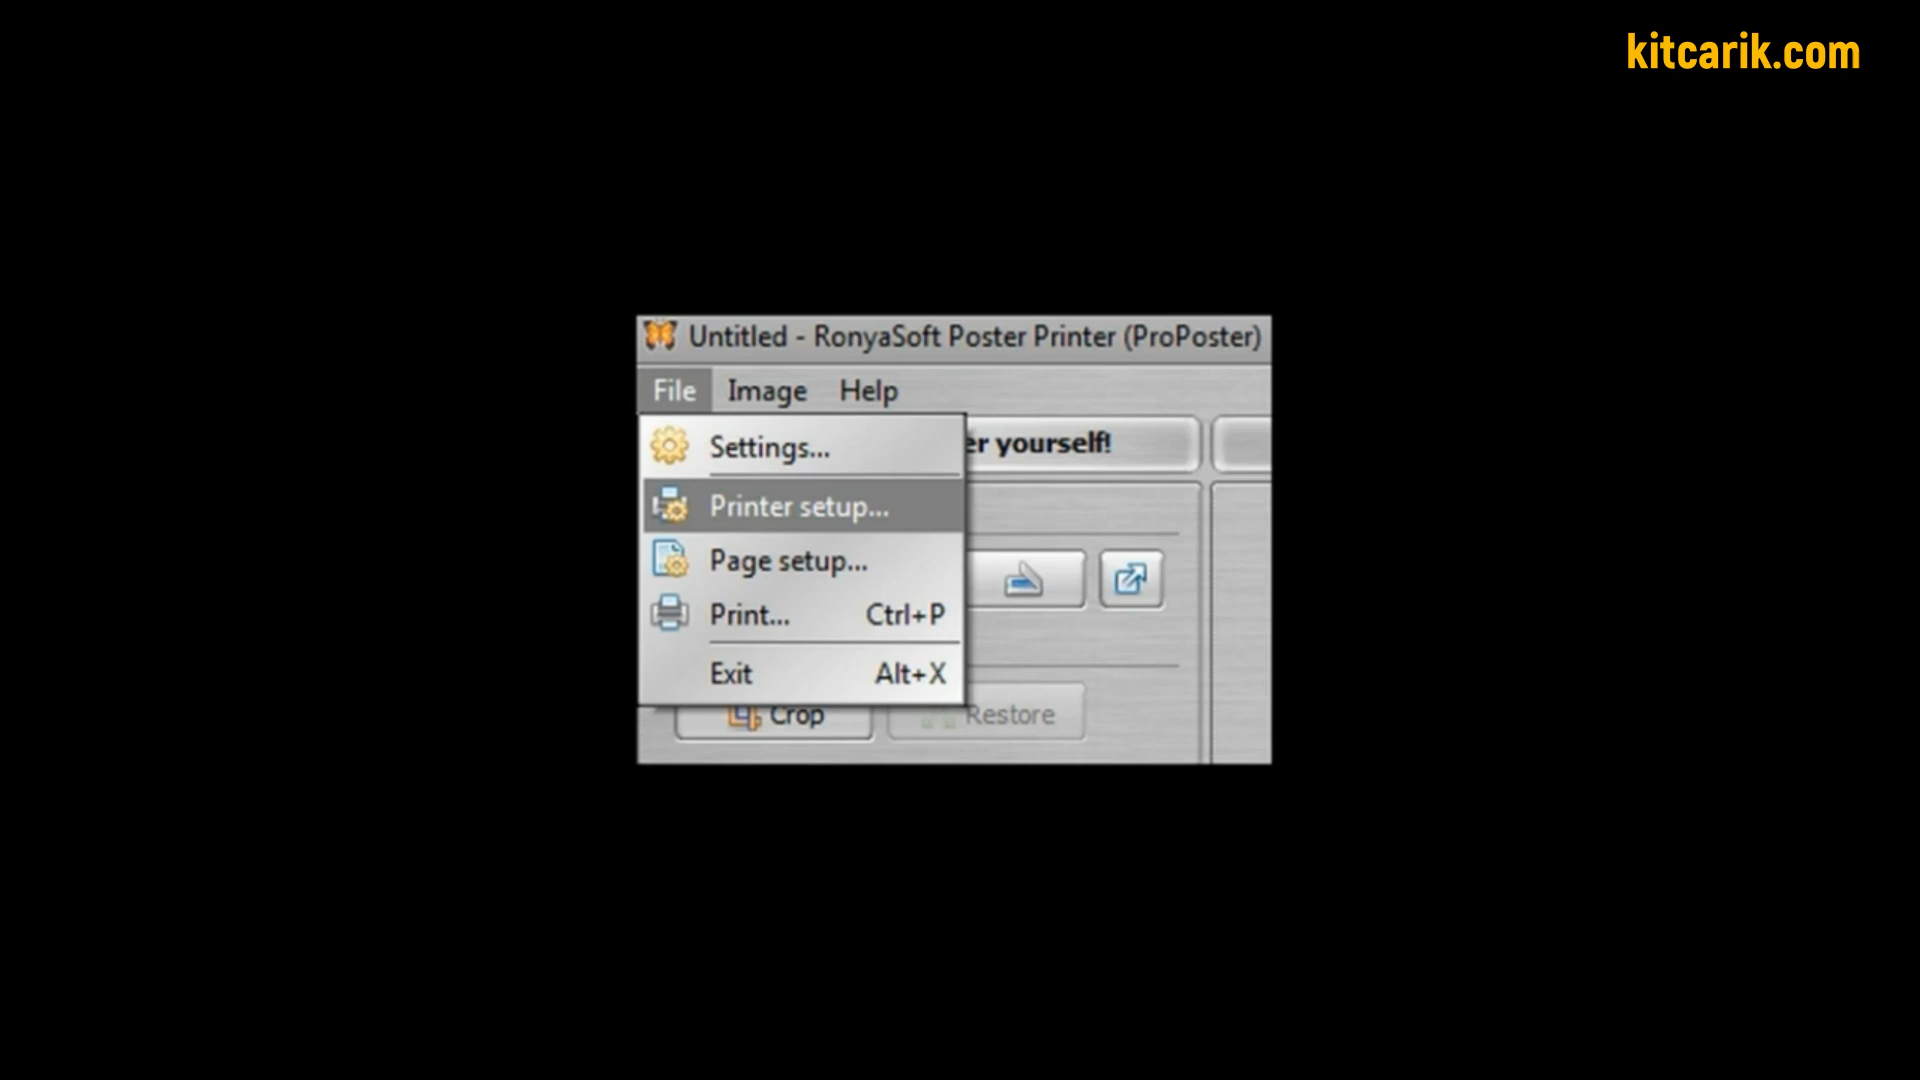 kitcarik.com
Untitled - RonyaSoft Poster Printer (ProPoster)
File Image Help
Settings...
yourself!
Printer setup...
Page setup...
Print... Ctrl+P
Exit Alt+X
Crop Restore